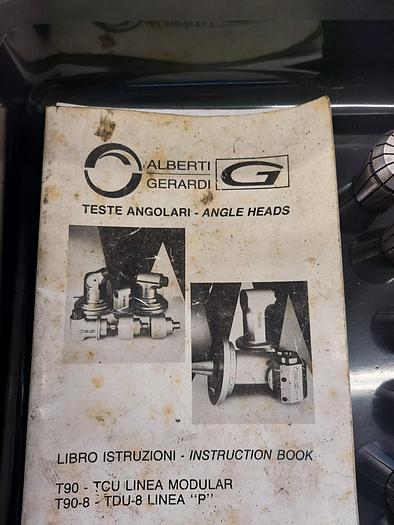 ALBERTI
GERARDI G
TESTE ANGOLARI - ANGLE HEADS
LIBRO ISTRUZIONI - INSTRUCTION BOOK
T90 - TCU LINEA MODULAR
T90-8 - TDU-8 LINEA "P"